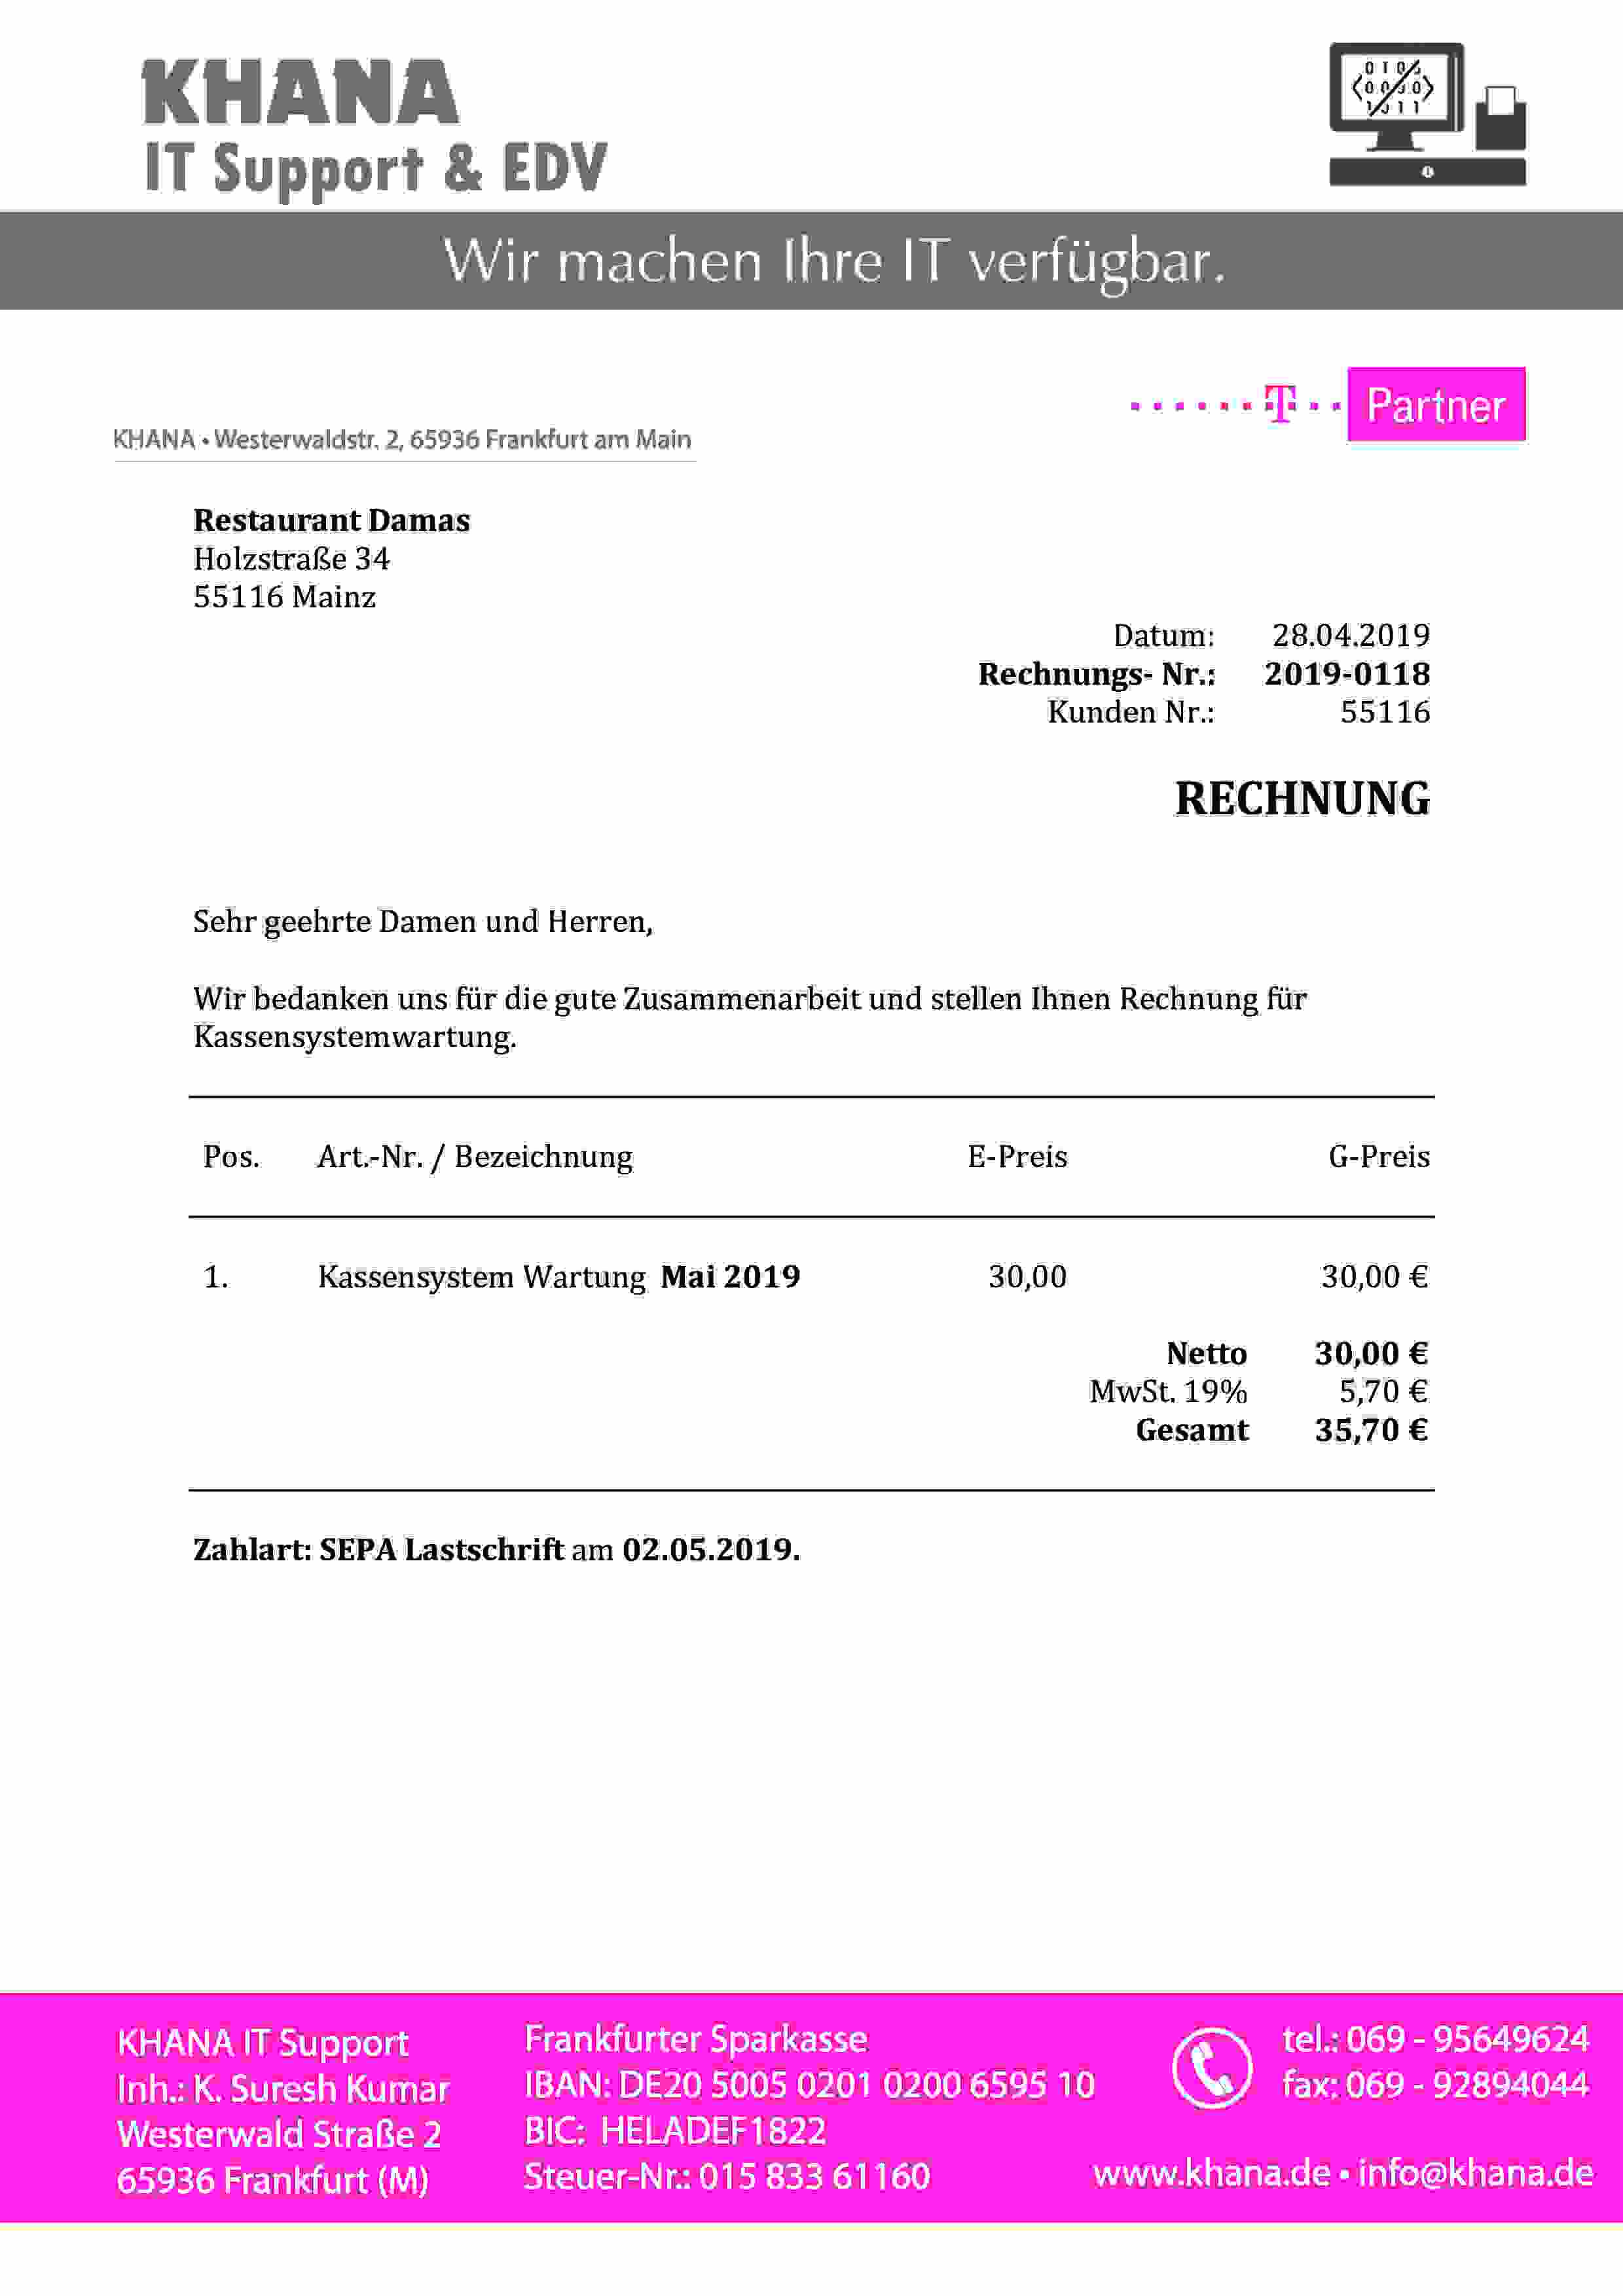 KHANA
IT Support & EDV
Wir machen Ihre IT verfügbar.
T Partner
KHANA • Westerwaldstr. 2, 65936 Frankfurt am Main
Restaurant Damas
Holzstraße 34
55116 Mainz
Datum: 28.04.2019
Rechnungs- Nr.: 2019-0118
Kunden Nr.: 55116
RECHNUNG
Sehr geehrte Damen und Herren,
Wir bedanken uns für die gute Zusammenarbeit und stellen Ihnen Rechnung für
Kassensystemwartung.
Pos. Art.-Nr. / Bezeichnung E-Preis G-Preis
1. Kassensystem Wartung Mai 2019 30,00 30,00 €
Netto 30,00 €
MwSt. 19% 5,70 €
Gesamt 35,70 €
Zahlart: SEPA Lastschrift am 02.05.2019.
KHANA IT Support
Inh.: K. Suresh Kumar
Westerwald Straße 2
65936 Frankfurt (M)
Frankfurter Sparkasse
IBAN: DE20 5005 0201 0200 6595 10
BIC: HELADEF1822
Steuer-Nr.: 015 833 61160
tel.: 069 - 95649624
fax: 069 - 92894044
www.khana.de • info@khana.de